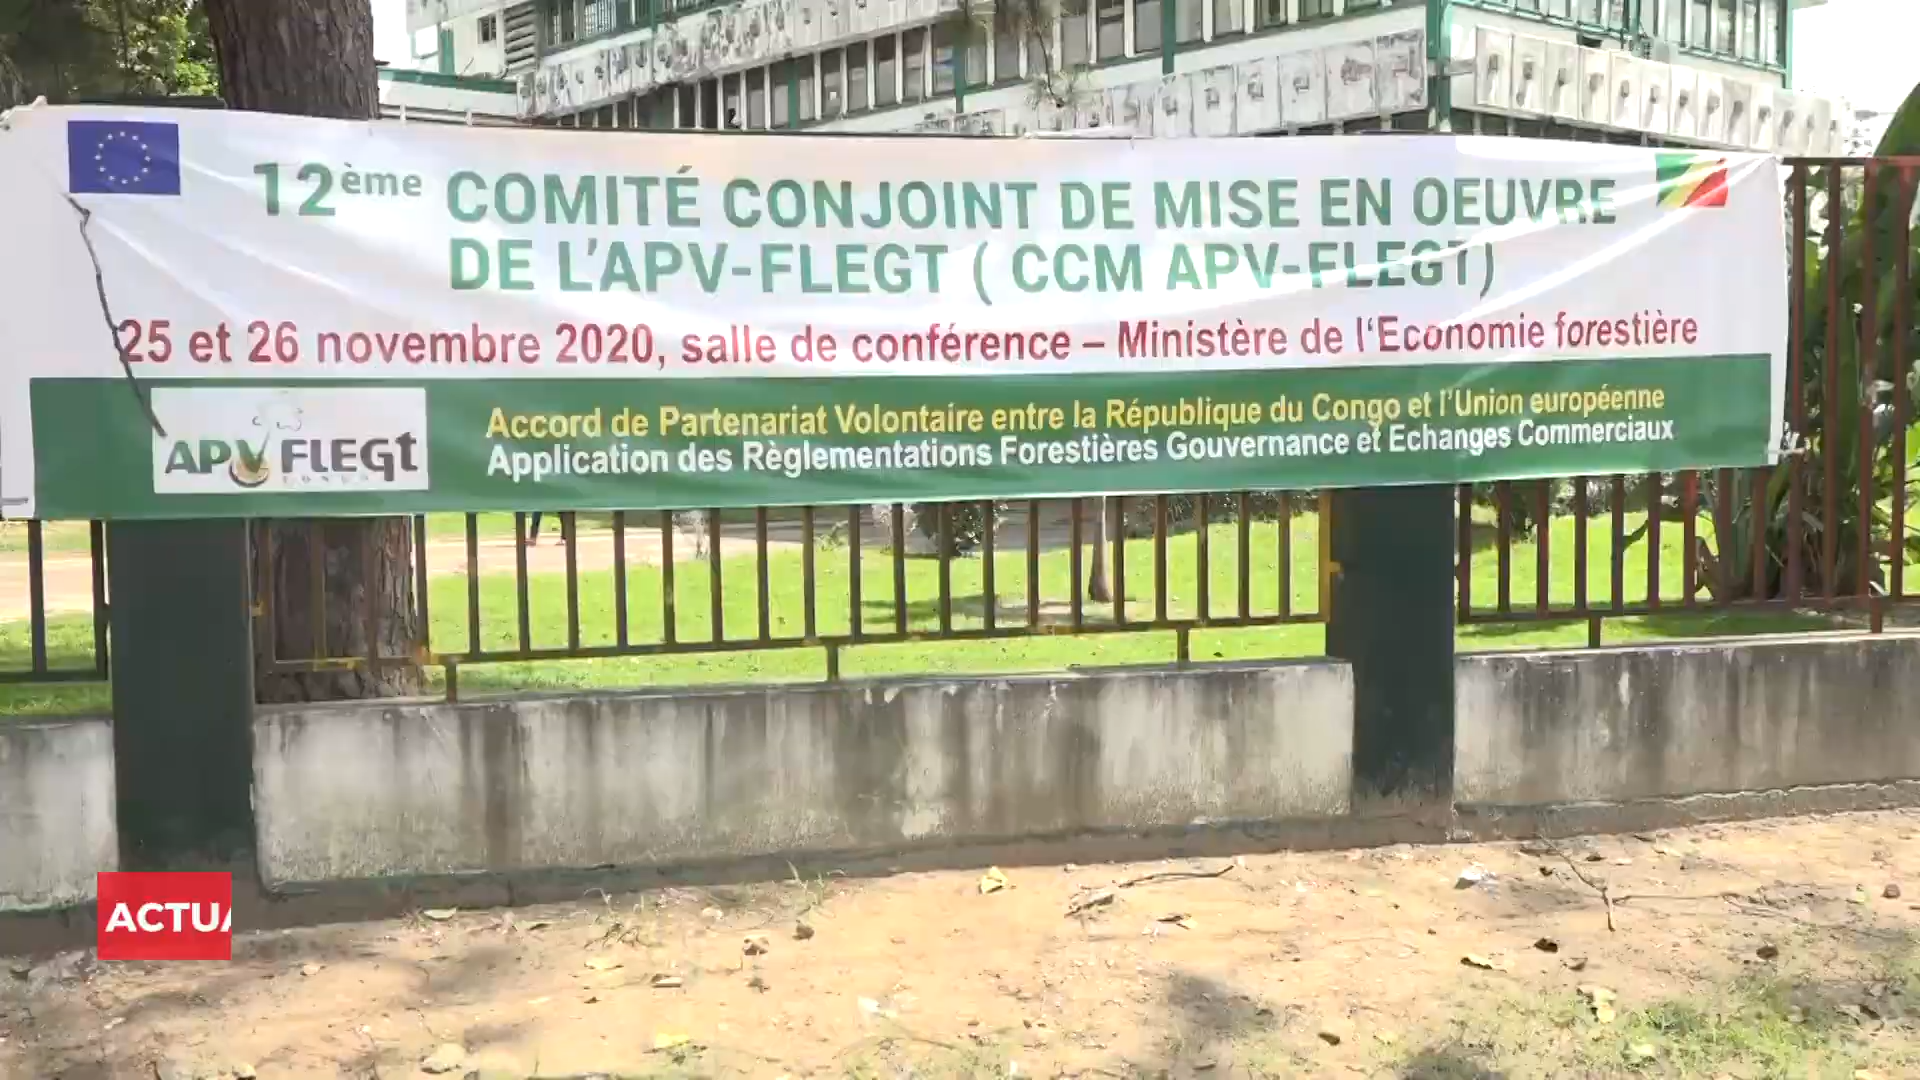 12ème COMITÉ CONJOINT DE MISE EN OEUVRE
DE L'APV-FLEGT ( CCM APV-FLEGT)
25 et 26 novembre 2020, salle de conférence – Ministère de l'Economie forestière
APV FLEGt
CONGO
Accord de Partenariat Volontaire entre la République du Congo et l'Union européenne
Application des Règlementations Forestières Gouvernance et Echanges Commerciaux
ACTU